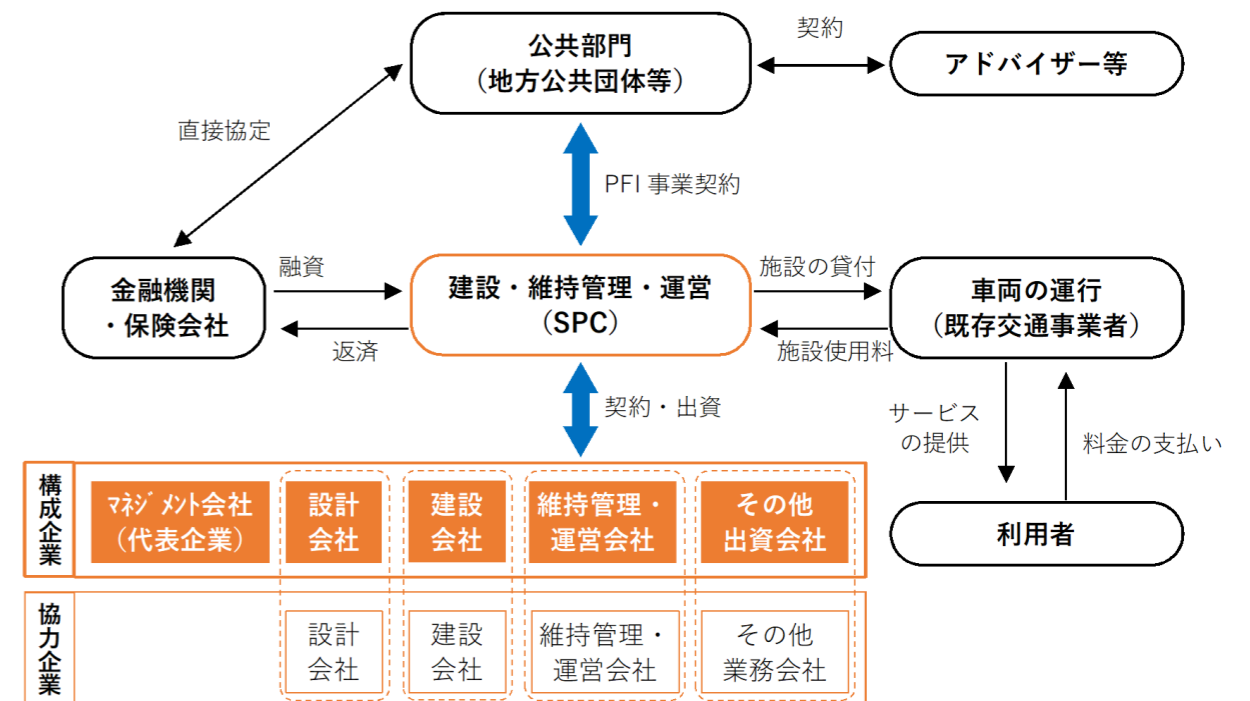 公共部門
(地方公共団体等)
契約
アドバイザー等
直接協定
PFI 事業契約
金融機関
・保険会社
融資
返済
建設・維持管理・運営
(SPC)
施設の貸付
施設使用料
車両の運行
(既存交通事業者)
契約・出資
サービス
の提供
料金の支払い
利用者
構成企業
ﾏﾈｼﾞﾒﾝﾄ会社
(代表企業)
設計
会社
建設
会社
維持管理・
運営会社
その他
出資会社
協力企業
設計
会社
建設
会社
維持管理・
運営会社
その他
業務会社